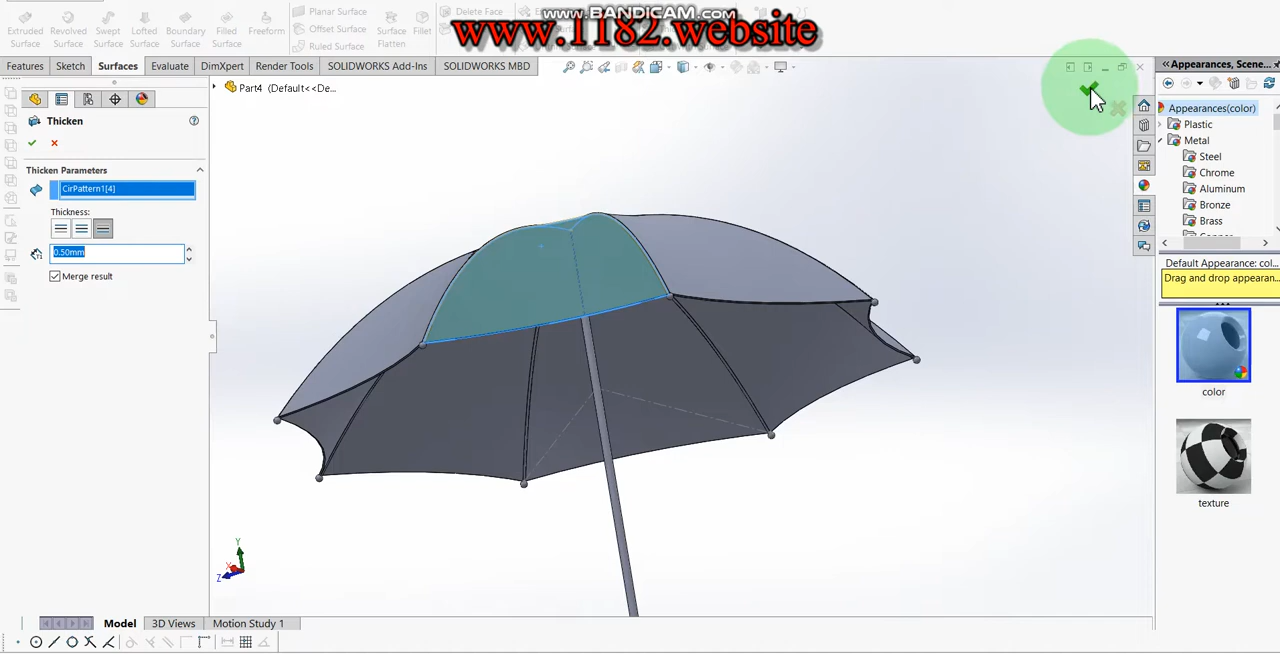 www.BANDICAM.com
www.1182.website
Extruded Surface
Revolved Surface
Swept Surface
Lofted Surface
Boundary Surface
Filled Surface
Freeform
Planar Surface
Offset Surface
Ruled Surface
Surface Flatten
Fillet
Delete Face
Features
Sketch
Surfaces
Evaluate
DimXpert
Render Tools
SOLIDWORKS Add-Ins
SOLIDWORKS MBD
Appearances, Scene...
Part4 (Default<<De...
Thicken
Thicken Parameters
CirPattern1[4]
Thickness:
0.50mm
Merge result
Appearances(color)
Plastic
Metal
Steel
Chrome
Aluminum
Bronze
Brass
Default Appearance: col...
Drag and drop appearan...
color
texture
Y
X
Z
Model
3D Views
Motion Study 1